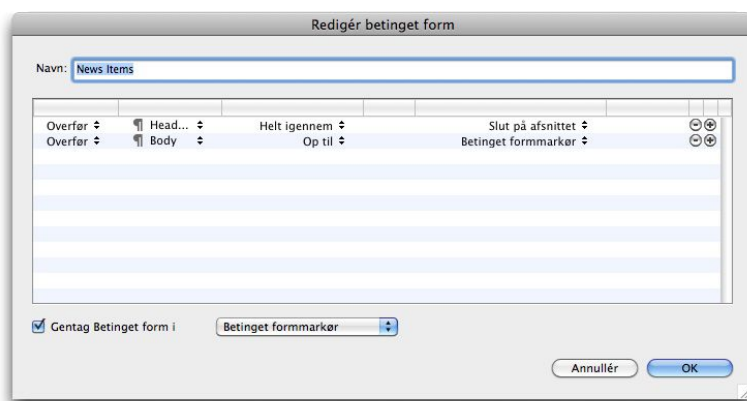 Redigér betinget form
Navn: News Items
Overfør ¶ Head... Helt igennem Slut på afsnittet
Overfør ¶ Body Op til Betinget formmarkør
Gentag Betinget form i Betinget formmarkør
Annullér OK